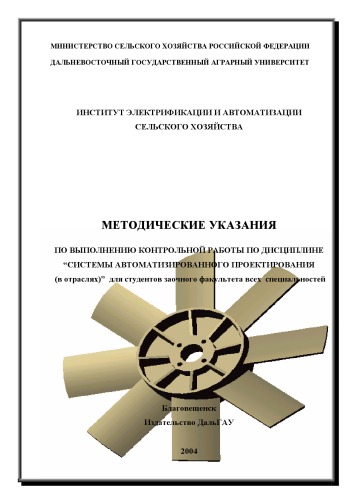 МИНИСТЕРСТВО СЕЛЬСКОГО ХОЗЯЙСТВА РОССИЙСКОЙ ФЕДЕРАЦИИ
ДАЛЬНЕВОСТОЧНЫЙ ГОСУДАРСТВЕННЫЙ АГРАРНЫЙ УНИВЕРСИТЕТ
ИНСТИТУТ ЭЛЕКТРИФИКАЦИИ И АВТОМАТИЗАЦИИ
СЕЛЬСКОГО ХОЗЯЙСТВА
МЕТОДИЧЕСКИЕ УКАЗАНИЯ
ПО ВЫПОЛНЕНИЮ КОНТРОЛЬНОЙ РАБОТЫ ПО ДИСЦИПЛИНЕ
“СИСТЕМЫ АВТОМАТИЗИРОВАННОГО ПРОЕКТИРОВАНИЯ
(в отраслях)” для студентов заочного факультета всех специальностей
Благовещенск
Издательство ДальГАУ
2004